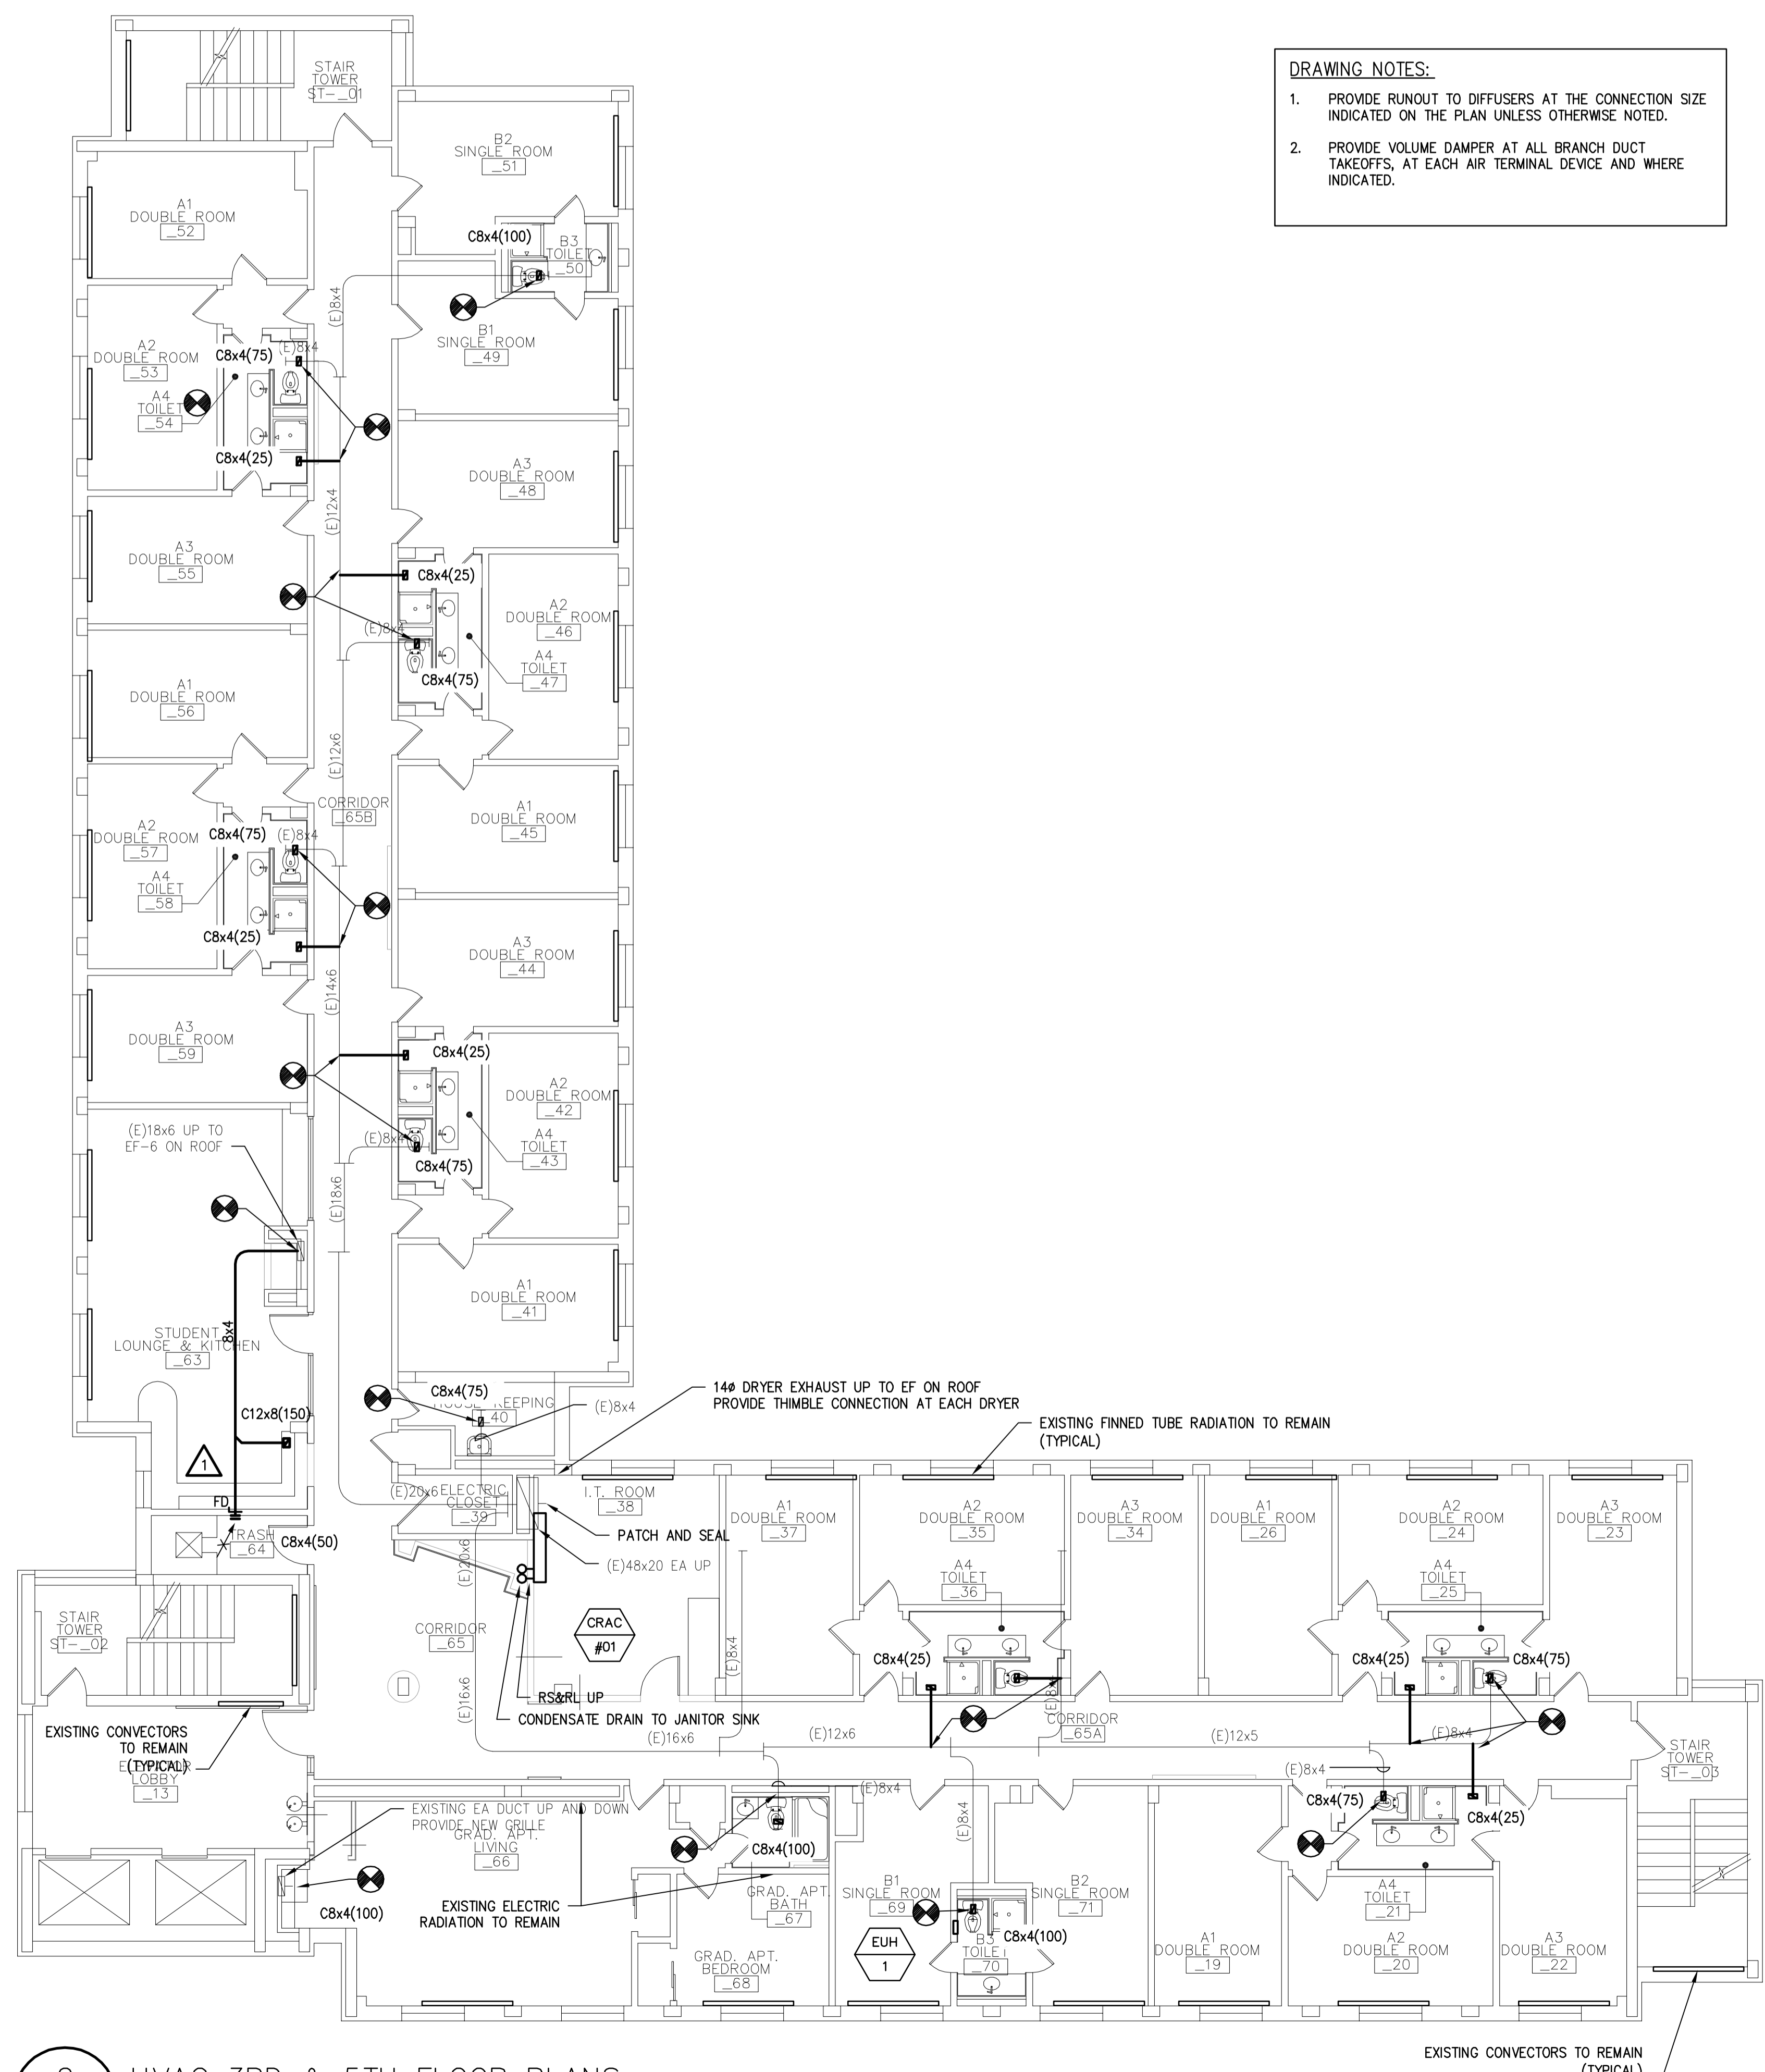 DRAWING NOTES:
1. PROVIDE RUNOUT TO DIFFUSERS AT THE CONNECTION SIZE
INDICATED ON THE PLAN UNLESS OTHERWISE NOTED.
2. PROVIDE VOLUME DAMPER AT ALL BRANCH DUCT
TAKEOFFS, AT EACH AIR TERMINAL DEVICE AND WHERE
INDICATED.
STAIR
TOWER
ST-_01
B2
SINGLE ROOM
_51
A1
DOUBLE ROOM
_52
C8x4(100)
B3
TOILET
_50
(E)8x4
B1
SINGLE ROOM
_49
A2
DOUBLE ROOM
_53
C8x4(75)
(E)8x4
A4
TOILET
_54
C8x4(25)
A3
DOUBLE ROOM
_48
(E)12x4
A3
DOUBLE ROOM
_55
C8x4(25)
A2
DOUBLE ROOM
_46
(E)8x4
A4
TOILET
_47
C8x4(75)
A1
DOUBLE ROOM
_56
(E)12x6
CORRIDOR
_65B
A1
DOUBLE ROOM
_45
A2
DOUBLE ROOM
_57
C8x4(75)
(E)8x4
A4
TOILET
_58
C8x4(25)
A3
DOUBLE ROOM
_44
(E)14x6
A3
DOUBLE ROOM
_59
C8x4(25)
A2
DOUBLE ROOM
_42
(E)8x4
A4
TOILET
_43
C8x4(75)
(E)18x6 UP TO
EF-6 ON ROOF
(E)18x6
A1
DOUBLE ROOM
_41
8x4
STUDENT
LOUNGE & KITCHEN
_63
C12x8(150)
1
FD
TRASH
_64
C8x4(50)
C8x4(75)
HOUSE KEEPING
_40
(E)8x4
14ø DRYER EXHAUST UP TO EF ON ROOF
PROVIDE THIMBLE CONNECTION AT EACH DRYER
EXISTING FINNED TUBE RADIATION TO REMAIN
(TYPICAL)
(E)20x6
ELECTRIC
CLOSET
_39
I.T. ROOM
_38
PATCH AND SEAL
(E)48x20 EA UP
(E)20x6
A1
DOUBLE ROOM
_37
A2
DOUBLE ROOM
_35
A3
DOUBLE ROOM
_34
A1
DOUBLE ROOM
_26
A2
DOUBLE ROOM
_24
A3
DOUBLE ROOM
_23
A4
TOILET
_36
A4
TOILET
_25
STAIR
TOWER
ST-_02
CORRIDOR
_65
CRAC
#01
(E)8x4
C8x4(25)
C8x4(25)
C8x4(75)
RS&RL UP
CONDENSATE DRAIN TO JANITOR SINK
(E)16x6
(E)16x6
(E)12x6
CORRIDOR
_65A
(E)12x5
(E)8x4
STAIR
TOWER
ST-_03
EXISTING CONVECTORS
TO REMAIN
(TYPICAL)
LOBBY
_13
(E)8x4
(E)8x4
C8x4(75)
C8x4(25)
EXISTING EA DUCT UP AND DOWN
PROVIDE NEW GRILLE
GRAD. APT.
LIVING
_66
C8x4(100)
C8x4(100)
EXISTING ELECTRIC
RADIATION TO REMAIN
GRAD. APT.
BATH
_67
GRAD. APT.
BEDROOM
_68
(E)8x4
B1
SINGLE ROOM
_69
EUH
1
B2
SINGLE ROOM
_71
C8x4(100)
B3
TOILET
_70
A1
DOUBLE ROOM
_19
A4
TOILET
_21
A2
DOUBLE ROOM
_20
A3
DOUBLE ROOM
_22
EXISTING CONVECTORS TO REMAIN
(TYPICAL)
HVAC 3RD & 5TH FLOOR PLANS